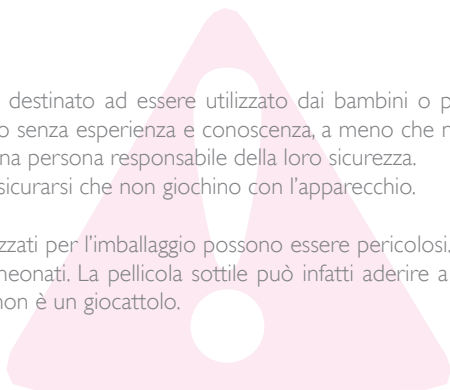 destinato ad essere utilizzato dai bambini o p
o senza esperienza e conoscenza, a meno che n
na persona responsabile della loro sicurezza.
sicurarsi che non giochino con l’apparecchio.
zzati per l’imballaggio possono essere pericolosi.
neonati. La pellicola sottile può infatti aderire a
non è un giocattolo.